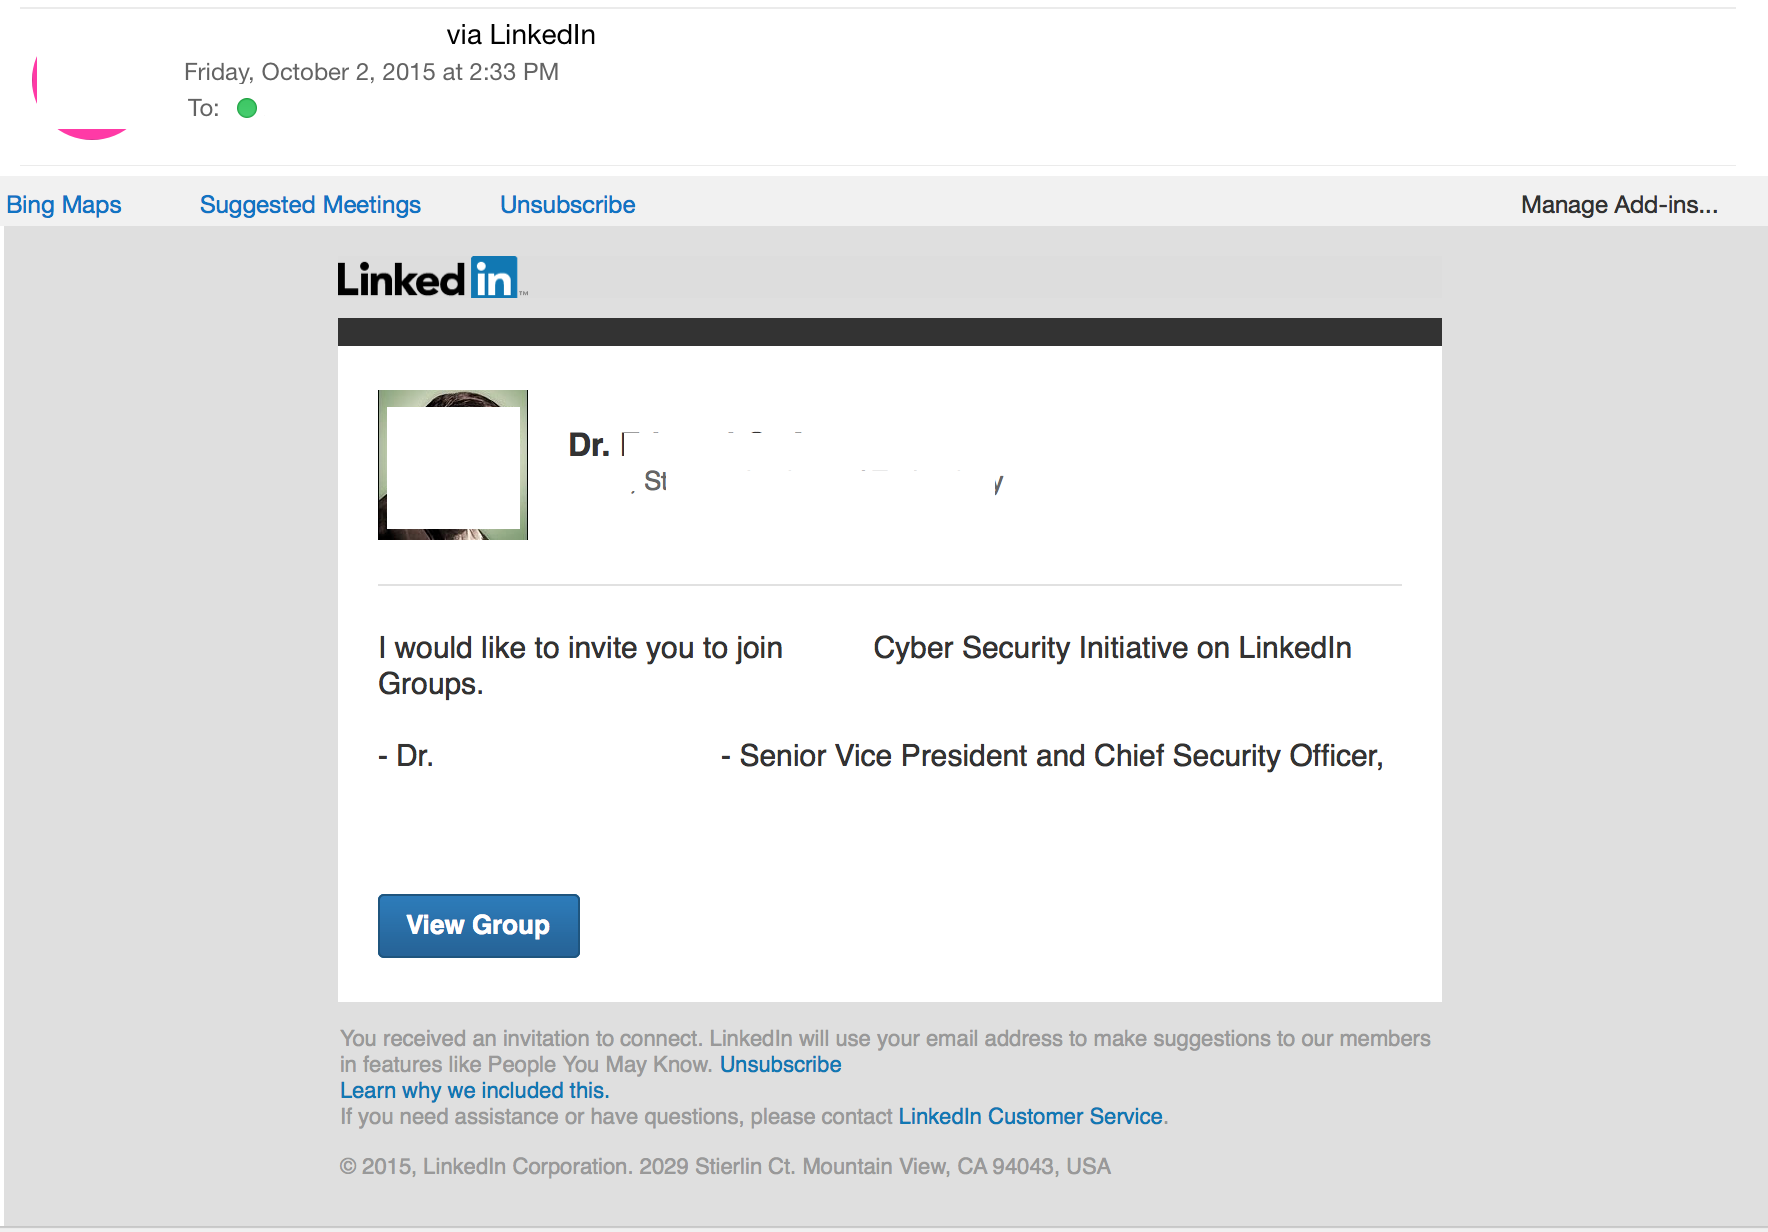 via LinkedIn
Friday, October 2, 2015 at 2:33 PM
To:
Bing Maps Suggested Meetings Unsubscribe Manage Add-ins...
Linked in ™
Dr.
St
I would like to invite you to join Cyber Security Initiative on LinkedIn
Groups.
- Dr. - Senior Vice President and Chief Security Officer,
View Group
You received an invitation to connect. LinkedIn will use your email address to make suggestions to our members
in features like People You May Know. Unsubscribe
Learn why we included this.
If you need assistance or have questions, please contact LinkedIn Customer Service.
© 2015, LinkedIn Corporation. 2029 Stierlin Ct. Mountain View, CA 94043, USA